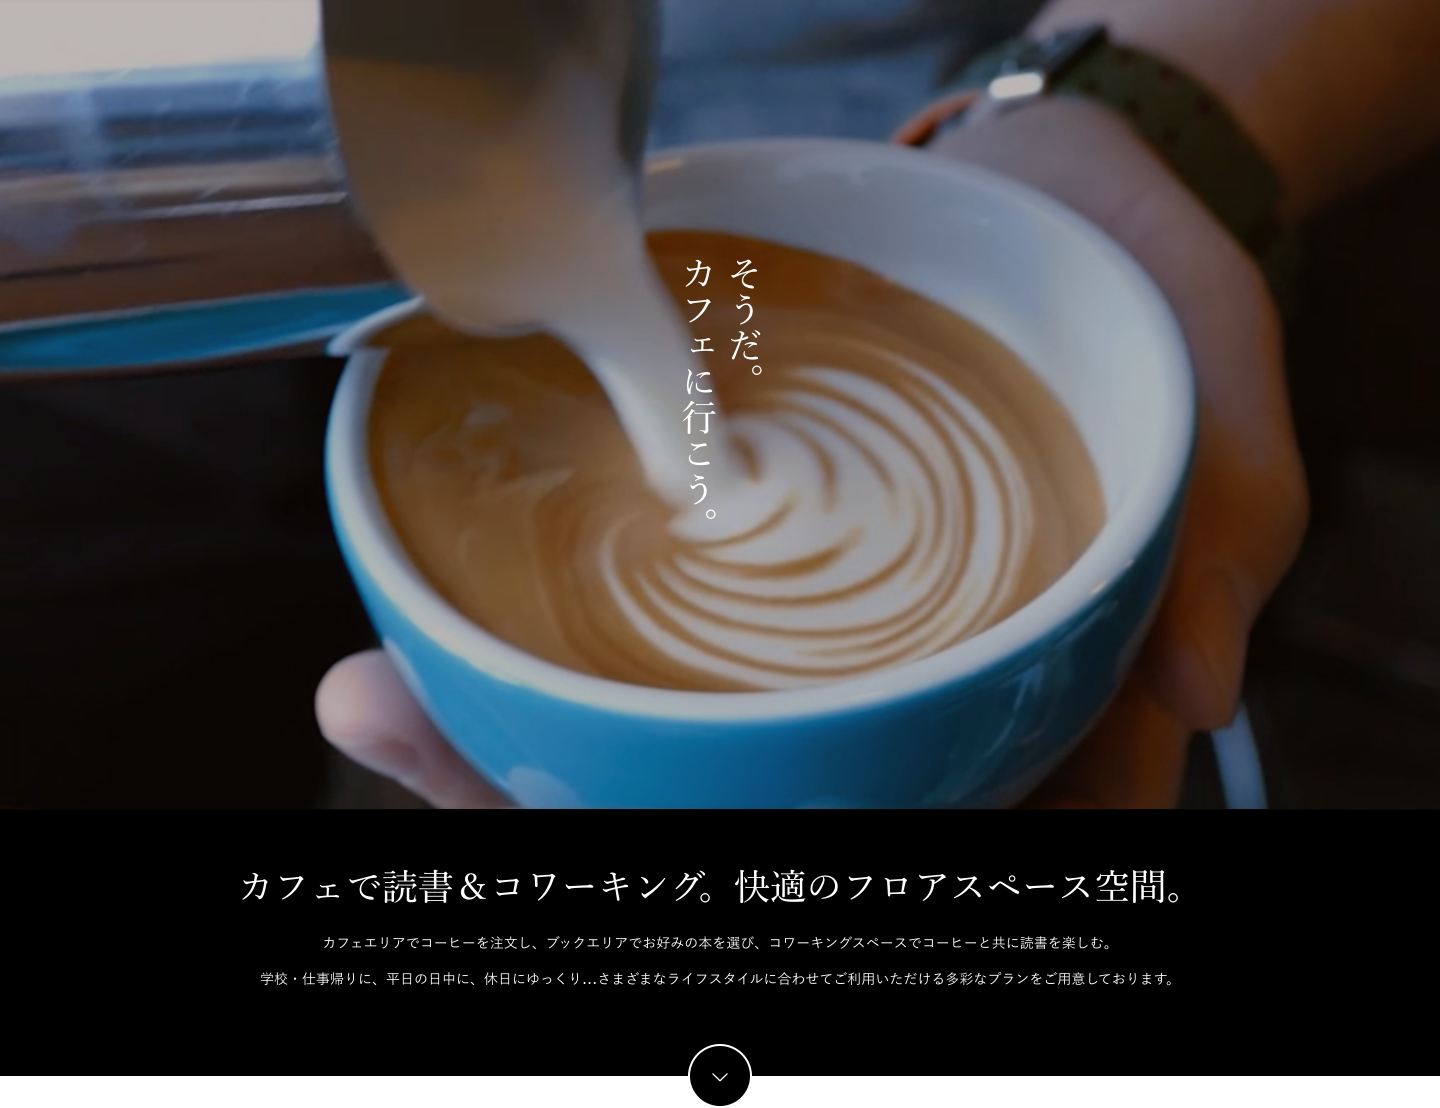 そうだ。
カフェに行こう。
カフェで読書＆コワーキング。快適のフロアスペース空間。
カフェエリアでコーヒーを注文し、ブックエリアでお好みの本を選び、コワーキングスペースでコーヒーと共に読書を楽しむ。
学校・仕事帰りに、平日の日中に、休日にゆっくり…さまざまなライフスタイルに合わせてご利用いただける多彩なプランをご用意しております。